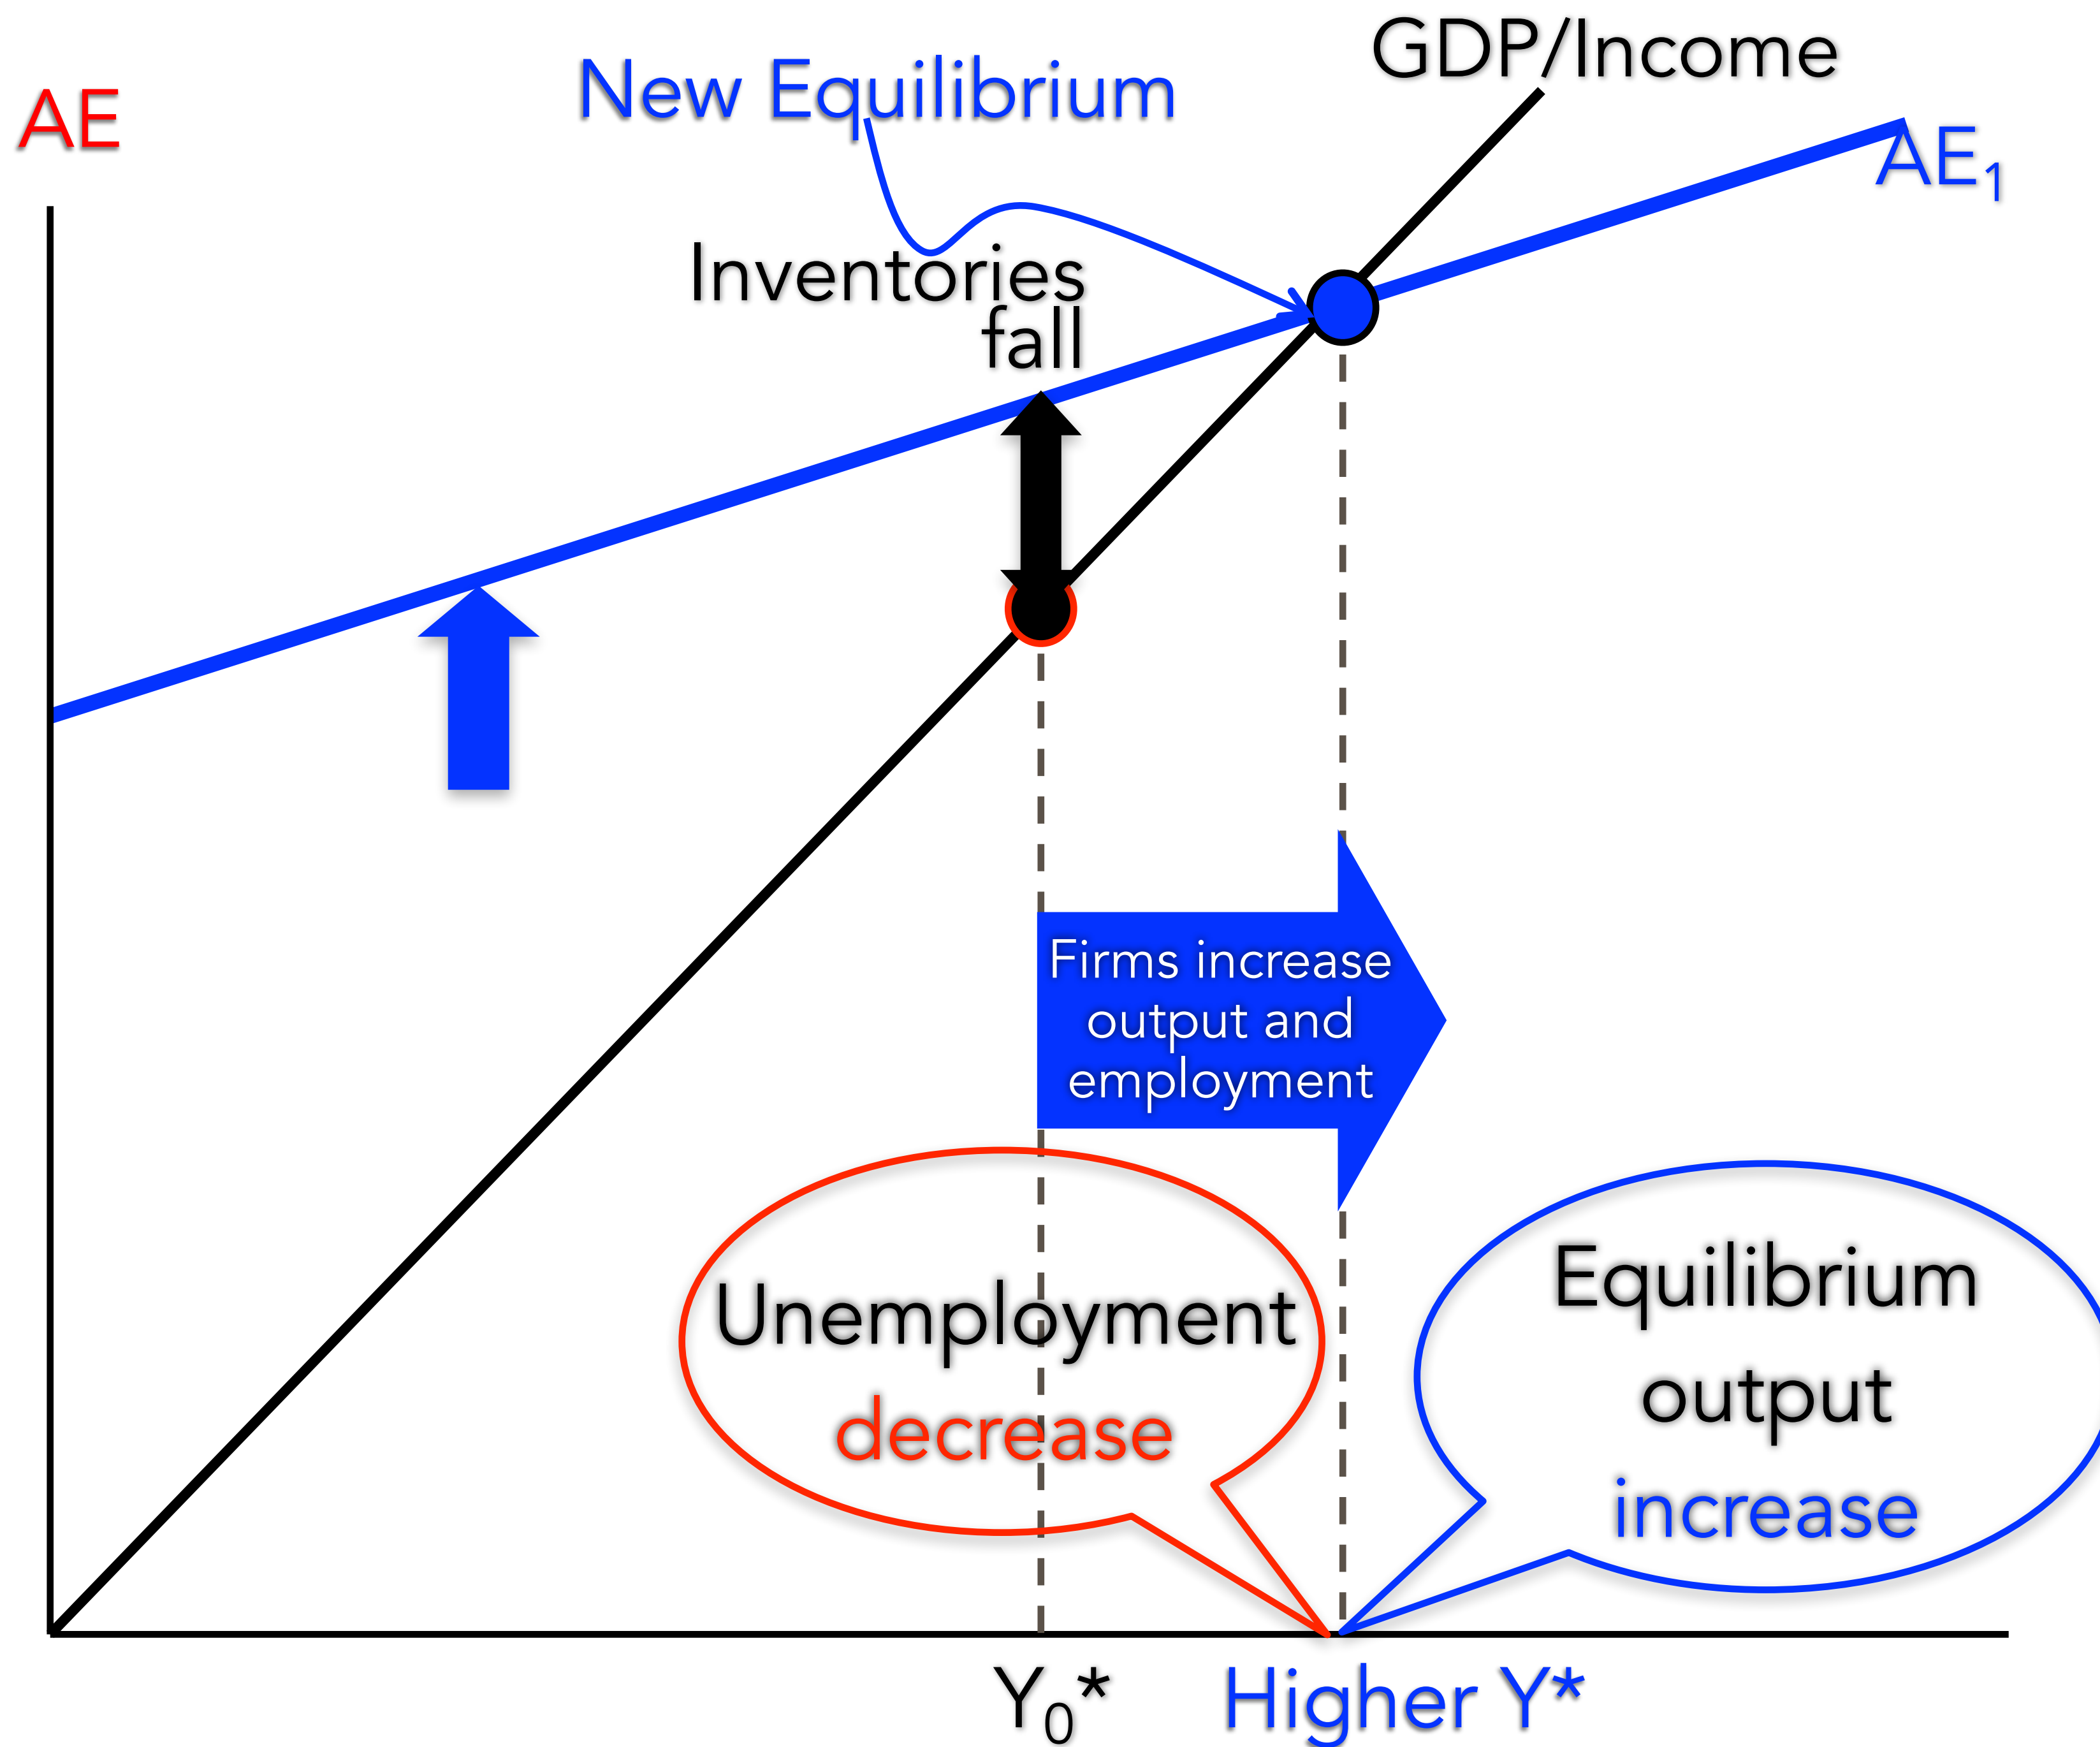 GDP/Income
New Equilibrium
AE
AE₁
Inventories
fall
Firms increase
output and
employment
Unemployment
decrease
Equilibrium
output
increase
Y₀*
Higher Y*